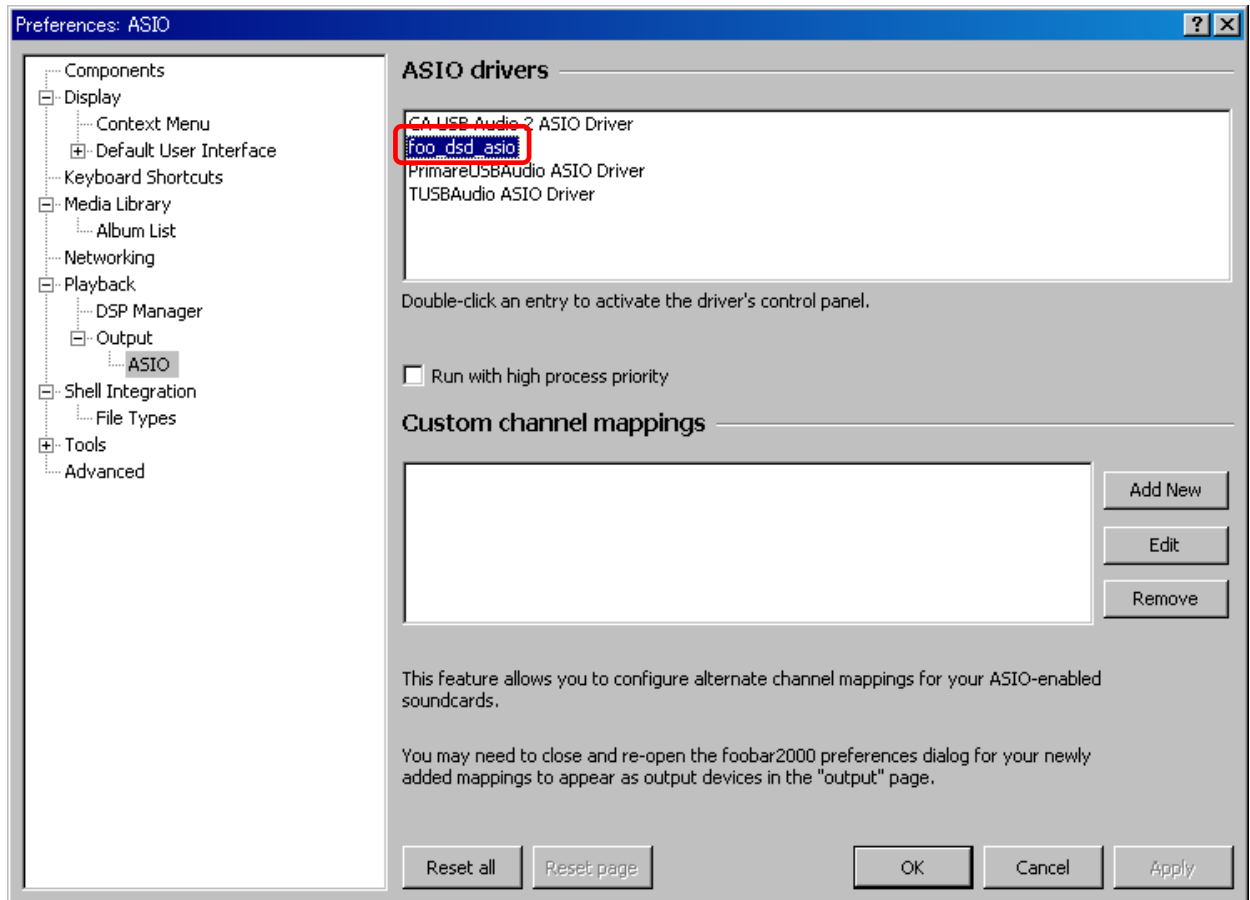 Preferences: ASIO
Components
Display
Context Menu
Default User Interface
Keyboard Shortcuts
Media Library
Album List
Networking
Playback
DSP Manager
Output
ASIO
Shell Integration
File Types
Tools
Advanced
ASIO drivers
CA USB Audio 2 ASIO Driver
foo_dsd_asio
PrimareUSBAudio ASIO Driver
TUSBAudio ASIO Driver
Double-click an entry to activate the driver's control panel.
Run with high process priority
Custom channel mappings
Add New
Edit
Remove
This feature allows you to configure alternate channel mappings for your ASIO-enabled
soundcards.
You may need to close and re-open the foobar2000 preferences dialog for your newly
added mappings to appear as output devices in the "output" page.
Reset all
Reset page
OK
Cancel
Apply